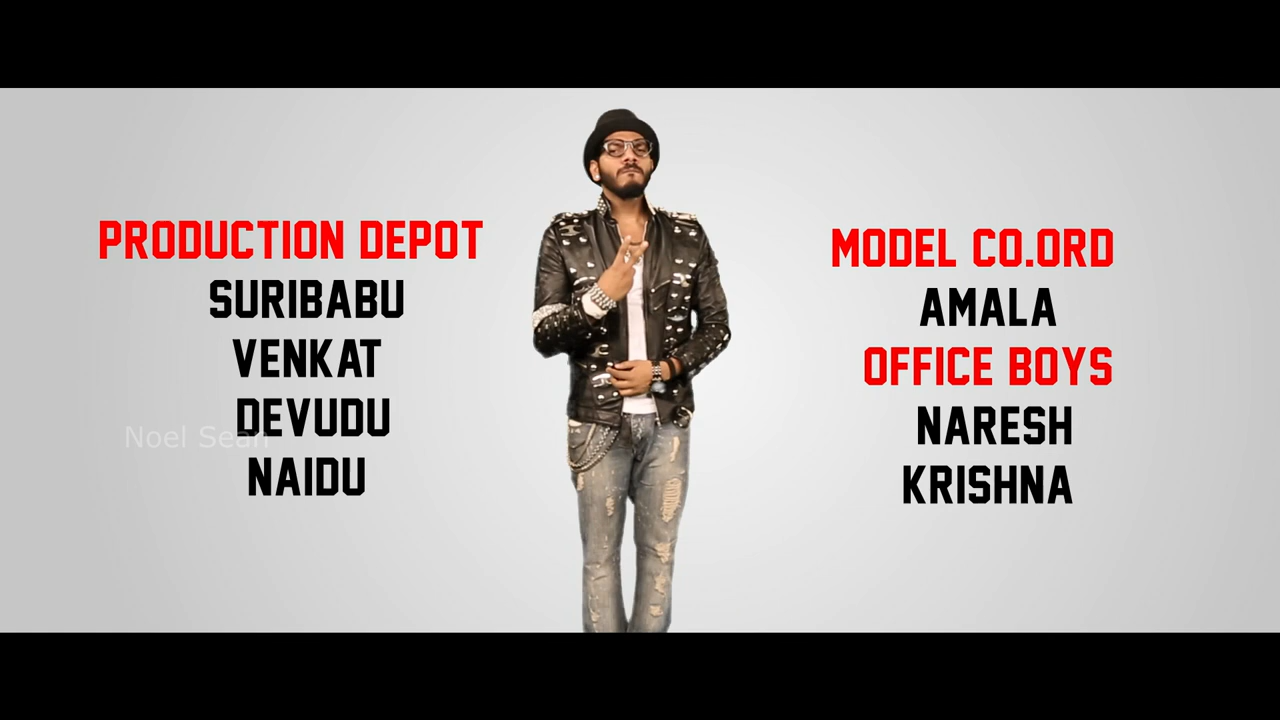 PRODUCTION DEPOT
SURIBABU
VENKAT
DEVUDU
NAIDU
Noel Sean
MODEL CO.ORD
AMALA
OFFICE BOYS
NARESH
KRISHNA